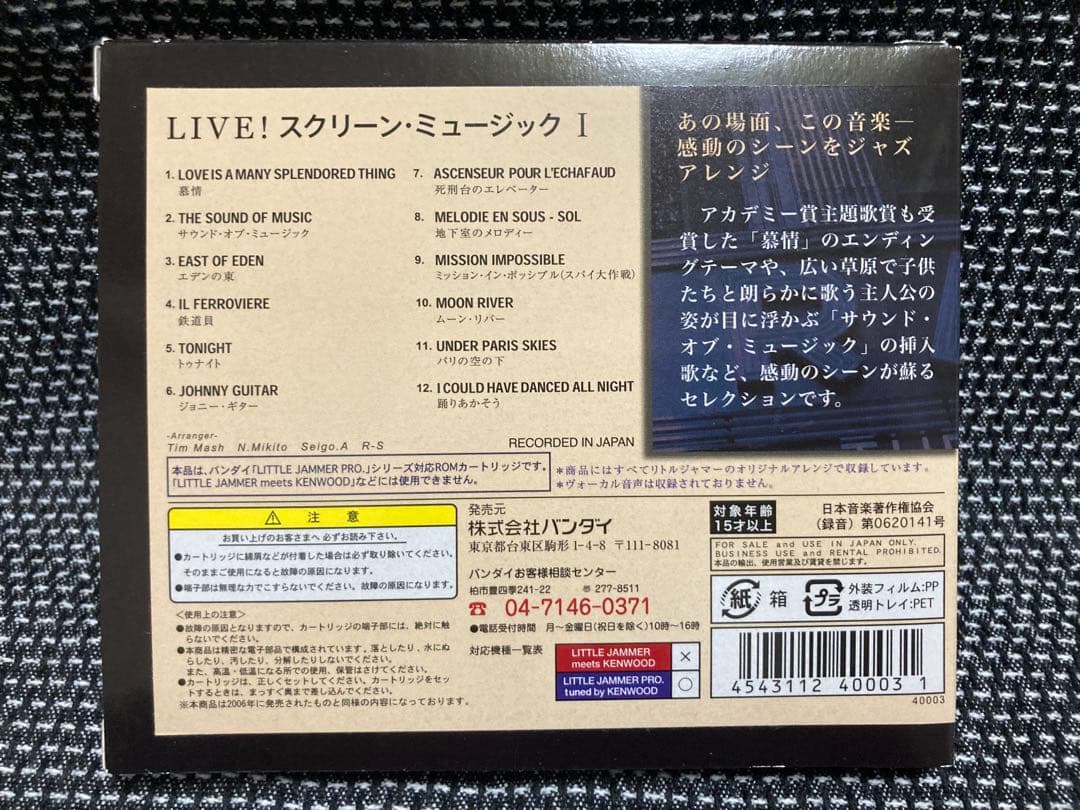 LIVE! スクリーン・ミュージック I
1. LOVE IS A MANY SPLENDORED THING
慕情
2. THE SOUND OF MUSIC
サウンド・オブ・ミュージック
3. EAST OF EDEN
エデンの東
4. IL FERROVIERE
鉄道員
5. TONIGHT
トゥナイト
6. JOHNNY GUITAR
ジョニー・ギター
7. ASCENSEUR POUR L'ECHAFAUD
死刑台のエレベーター
8. MELODIE EN SOUS - SOL
地下室のメロディー
9. MISSION IMPOSSIBLE
ミッション・イン・ポッシブル(スパイ大作戦)
10. MOON RIVER
ムーン・リバー
11. UNDER PARIS SKIES
パリの空の下
12. I COULD HAVE DANCED ALL NIGHT
踊りあかそう
-Arranger-
Tim Mash N.Mikito Seigo.A R-S
RECORDED IN JAPAN
あの場面、この音楽―
感動のシーンをジャズ
アレンジ
アカデミー賞主題歌賞も受
賞した「慕情」のエンディン
グテーマや、広い草原で子供
たちと朗らかに歌う主人公の
姿が目に浮かぶ「サウンド・
オブ・ミュージック」の挿入
歌など、感動のシーンが蘇る
セレクションです。
本品は、バンダイ「LITTLE JAMMER PRO.」シリーズ対応ROMカートリッジです。
「LITTLE JAMMER meets KENWOOD」などには使用できません。
＊商品にはすべてリトルジャマーのオリジナルアレンジで収録しています。
＊ヴォーカル音声は収録されておりません。
注 意
お買い上げのお客さまへ 必ずお読み下さい。
●カートリッジに綿屑などが付着した場合は必ず取り除いてください。
そのままご使用になると故障の原因になります。
●端子部は無理な力でこすらないでください。故障の原因になります。
＜使用上の注意＞
●故障の原因となりますので、カートリッジの端子部には、絶対に触
らないでください。
●本商品は精密な電子部品で構成されています。落としたり、水にぬ
らしたり、汚したり、分解したりしないでください。
また、高温・低温になる所での使用、保管はさけてください。
●カートリッジは、正しくセットしてください。カートリッジをセッ
トするときは、まっすぐ奥まで差し込んでください。
※本商品は2006年に発売されたものと同様の内容になっております。
発売元
株式会社バンダイ
東京都台東区駒形1-4-8 〒111-8081
バンダイお客様相談センター
柏市豊四季241-22 〠 277-8511
☎ 04-7146-0371
●電話受付時間 月～金曜日(祝日を除く)10時～16時
対応機種一覧表
LITTLE JAMMER
meets KENWOOD
×
LITTLE JAMMER PRO.
tuned by KENWOOD
○
対象年齢
15才以上
日本音楽著作権協会
(録音) 第0620141号
FOR SALE and USE IN JAPAN ONLY.
BUSINESS USE and RENTAL PROHIBITED.
本品の輸出、使用営業及び賃貸を禁じます。
紙 箱
プラ
外装フィルム:PP
透明トレイ:PET
4543112 40003 1
40003